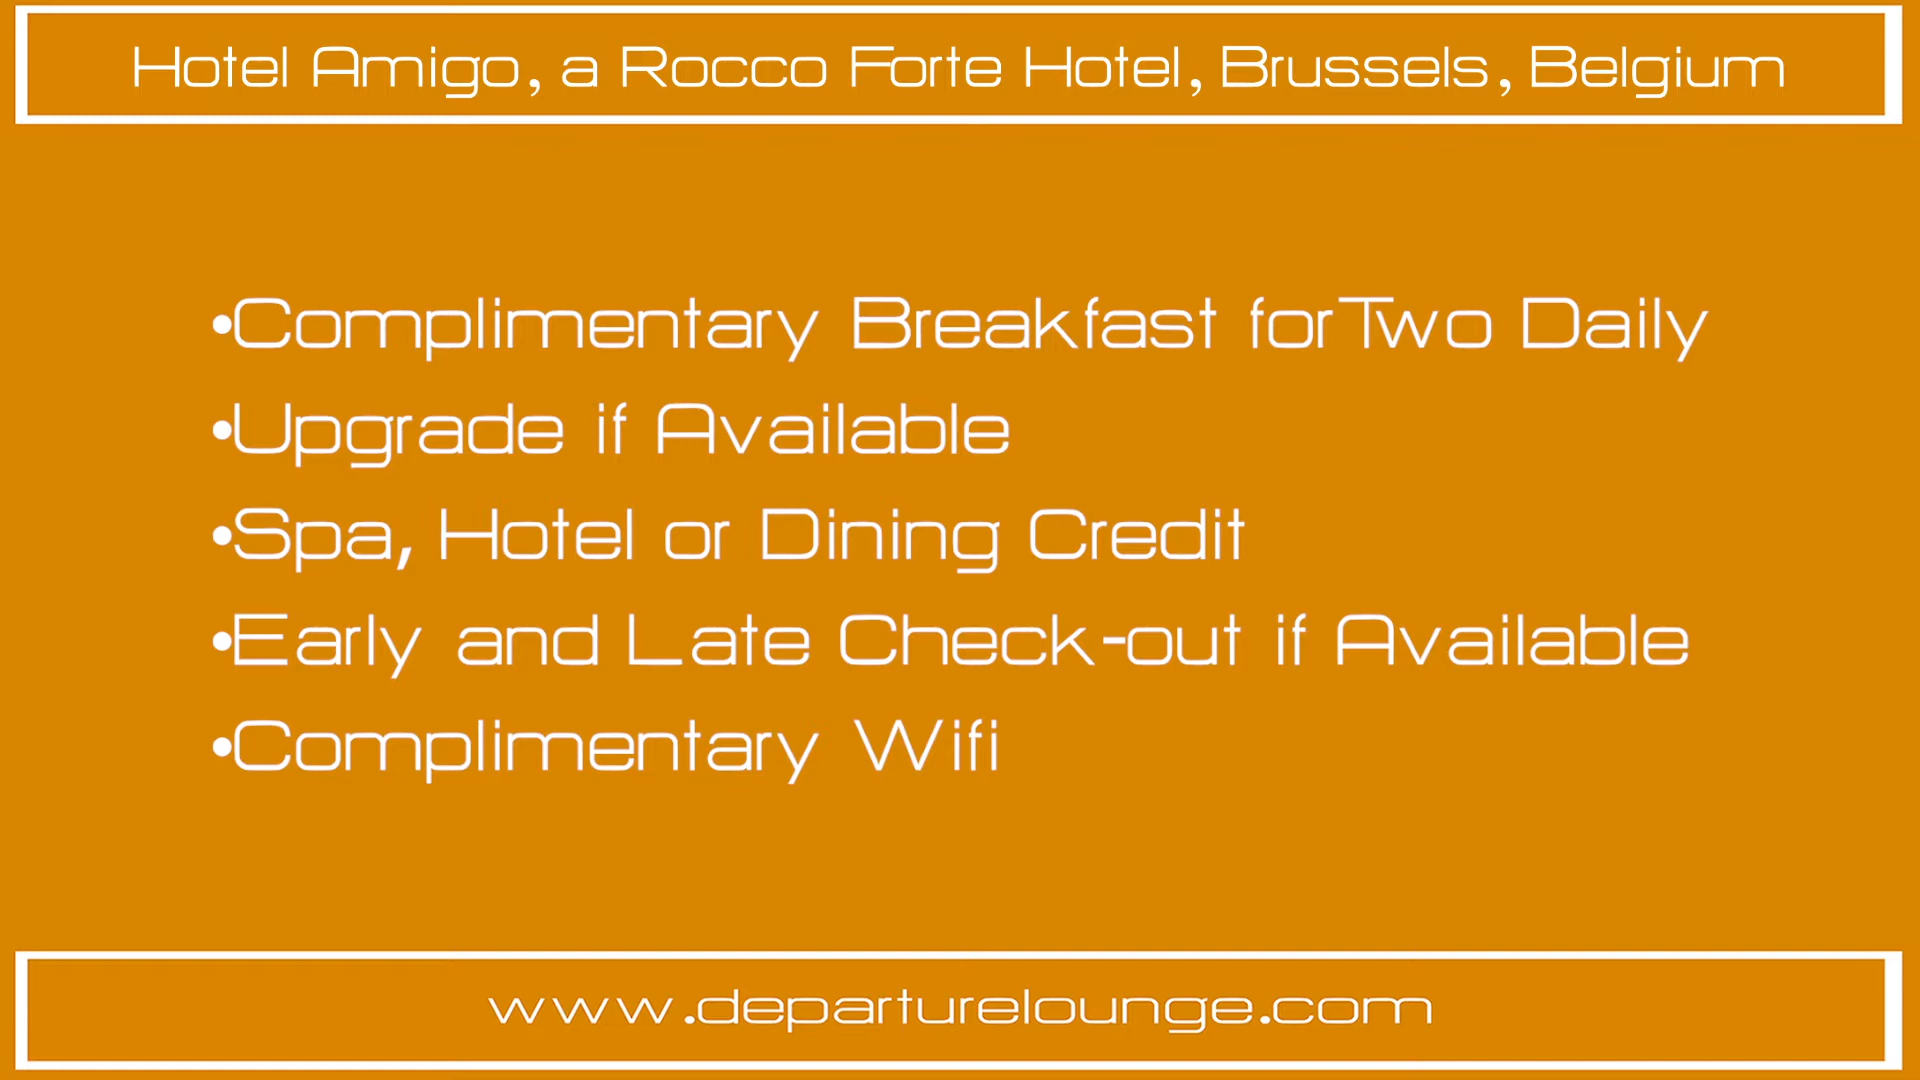 Hotel Amigo, a Rocco Forte Hotel, Brussels, Belgium
•Complimentary Breakfast for Two Daily
•Upgrade if Available
•Spa, Hotel or Dining Credit
•Early and Late Check-out if Available
•Complimentary Wifi
www.departurelounge.com